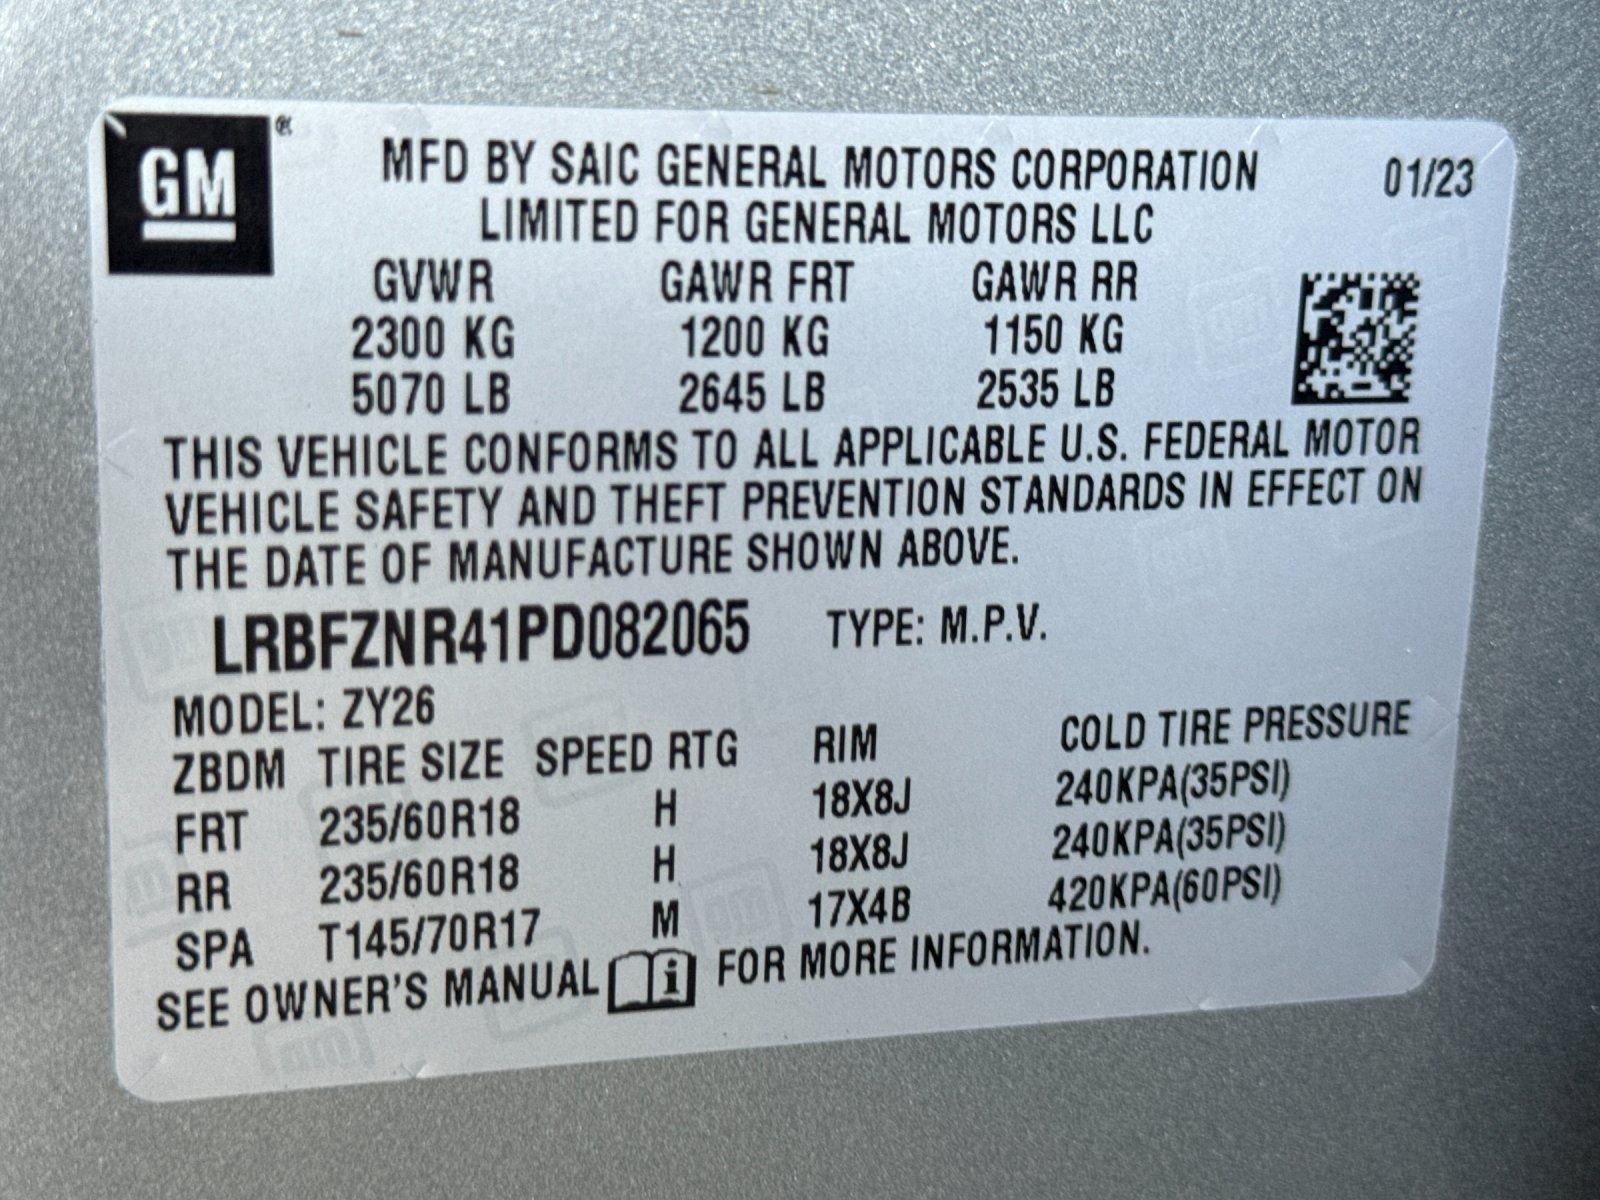 GM ®
MFD BY SAIC GENERAL MOTORS CORPORATION 01/23
LIMITED FOR GENERAL MOTORS LLC
GVWR GAWR FRT GAWR RR
2300 KG 1200 KG 1150 KG
5070 LB 2645 LB 2535 LB
THIS VEHICLE CONFORMS TO ALL APPLICABLE U.S. FEDERAL MOTOR
VEHICLE SAFETY AND THEFT PREVENTION STANDARDS IN EFFECT ON
THE DATE OF MANUFACTURE SHOWN ABOVE.
LRBFZNR41PD082065 TYPE: M.P.V.
MODEL: ZY26
ZBDM TIRE SIZE SPEED RTG RIM COLD TIRE PRESSURE
FRT 235/60R18 H 18X8J 240KPA(35PSI)
RR 235/60R18 H 18X8J 240KPA(35PSI)
SPA T145/70R17 M 17X4B 420KPA(60PSI)
SEE OWNER'S MANUAL i FOR MORE INFORMATION.